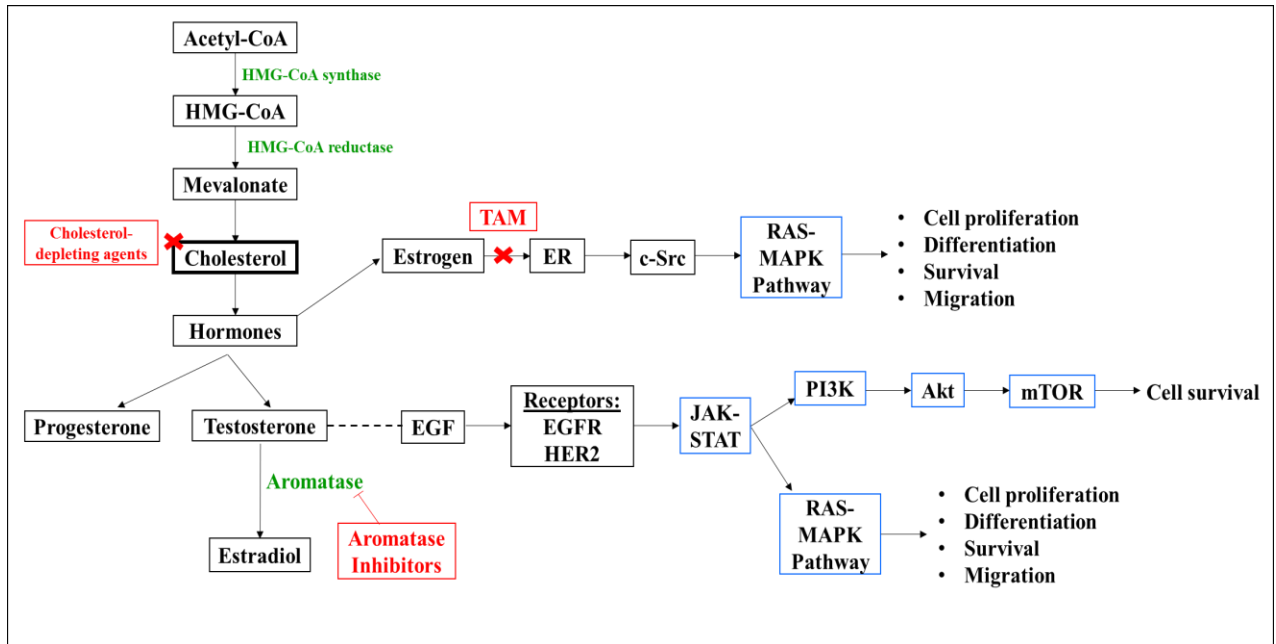 Acetyl-CoA
HMG-CoA synthase
HMG-CoA
HMG-CoA reductase
Mevalonate
Cholesterol-
depleting agents
Cholesterol
Hormones
TAM
Estrogen
ER
c-Src
RAS-
MAPK
Pathway
• Cell proliferation
• Differentiation
• Survival
• Migration
Progesterone
Testosterone
EGF
Receptors:
EGFR
HER2
JAK-
STAT
PI3K
Akt
mTOR
Cell survival
RAS-
MAPK
Pathway
• Cell proliferation
• Differentiation
• Survival
• Migration
Aromatase
Aromatase
Inhibitors
Estradiol